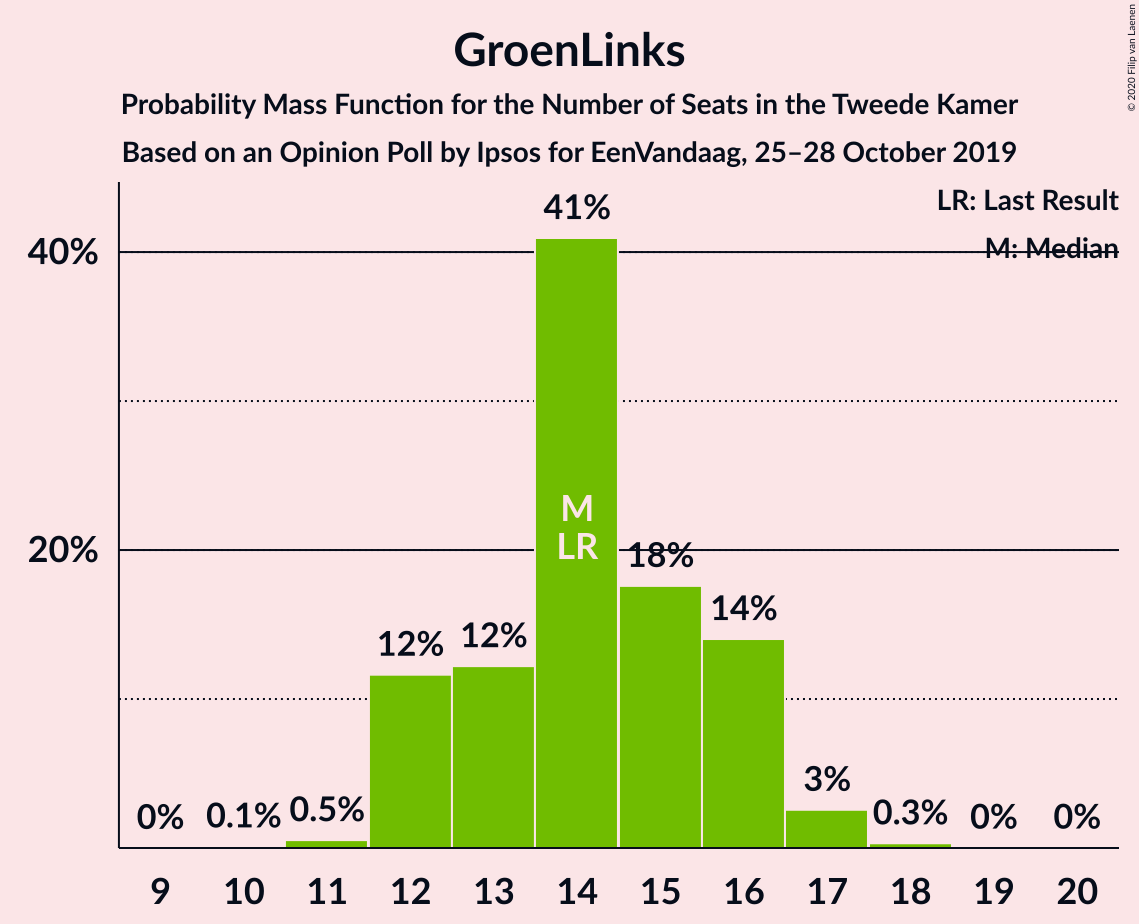 GroenLinks
Probability Mass Function for the Number of Seats in the Tweede Kamer
Based on an Opinion Poll by Ipsos for EenVandaag, 25–28 October 2019
© 2020 Filip van Laenen
LR: Last Result
M: Median
40%
20%
0%
0.1%
0.5%
12%
12%
41%
18%
14%
3%
0.3%
0%
0%
M
LR
9 10 11 12 13 14 15 16 17 18 19 20